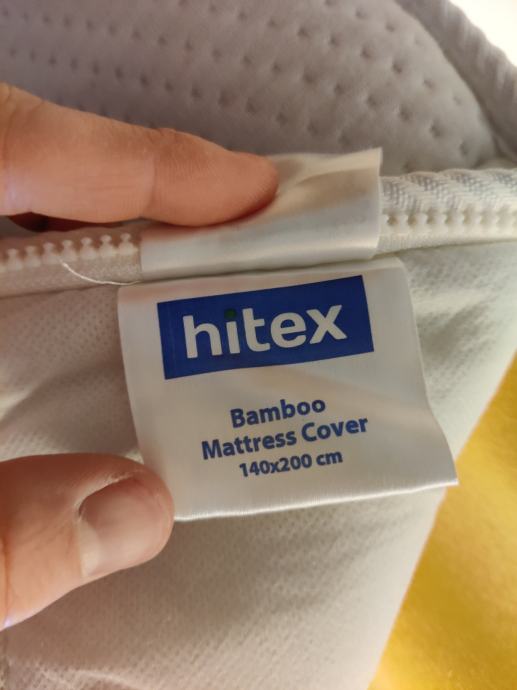 hitex
Bamboo
Mattress Cover
140x200 cm